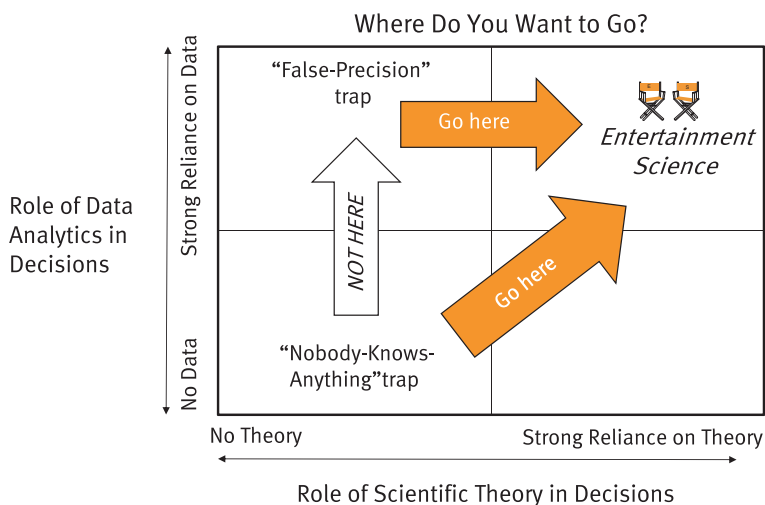 Where Do You Want to Go?
Role of Data
Analytics in
Decisions
Strong Reliance on Data
No Data
“False-Precision”
trap
Go here
Entertainment
Science
NOT HERE
Go here
“Nobody-Knows-
Anything”trap
No Theory
Strong Reliance on Theory
Role of Scientific Theory in Decisions